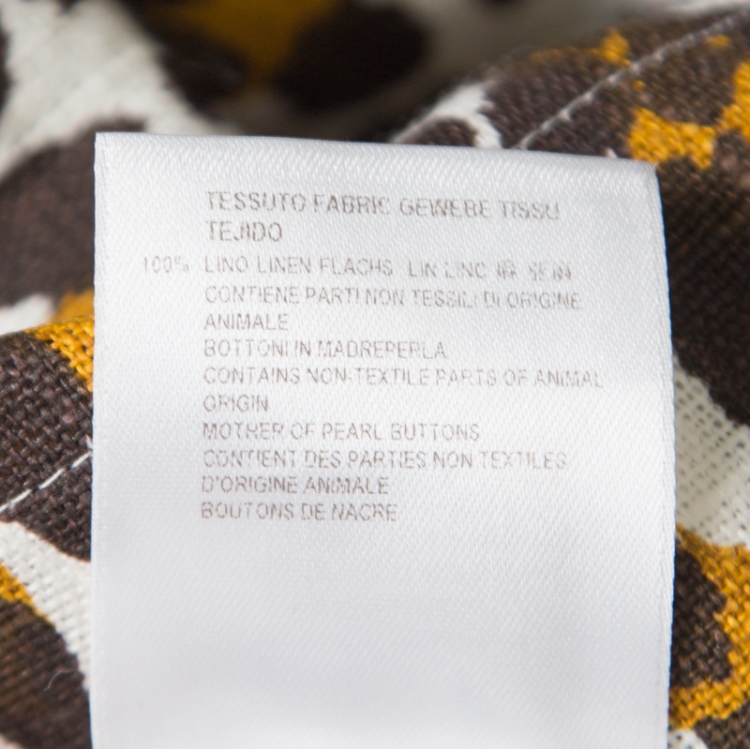 TESSUTO FABRIC GEWEBE TISSU
TEJIDO
100% LINO LINEN FLACHS LIN LINO
CONTIENE PARTI NON TESSILI DI ORIGINE
ANIMALE
BOTTONI IN MADREPERLA
CONTAINS NON-TEXTILE PARTS OF ANIMAL
ORIGIN
MOTHER OF PEARL BUTTONS
CONTIENT DES PARTIES NON TEXTILES
D'ORIGINE ANIMALE
BOUTONS DE NACRE